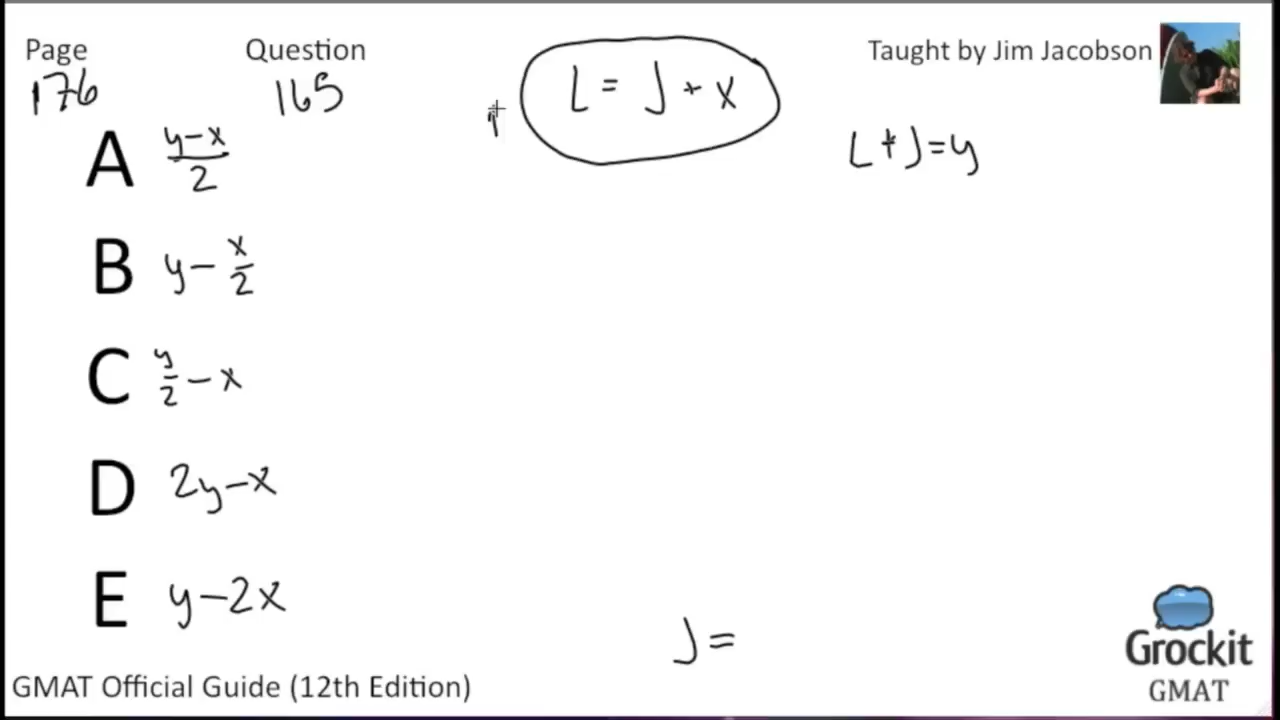 Page Question Taught by Jim Jacobson
176 165
L = J + x
L + J = y
A y-x/2
B y - x/2
C y/2 - x
D 2y-x
E y-2x
J =
Grockit
GMAT
GMAT Official Guide (12th Edition)